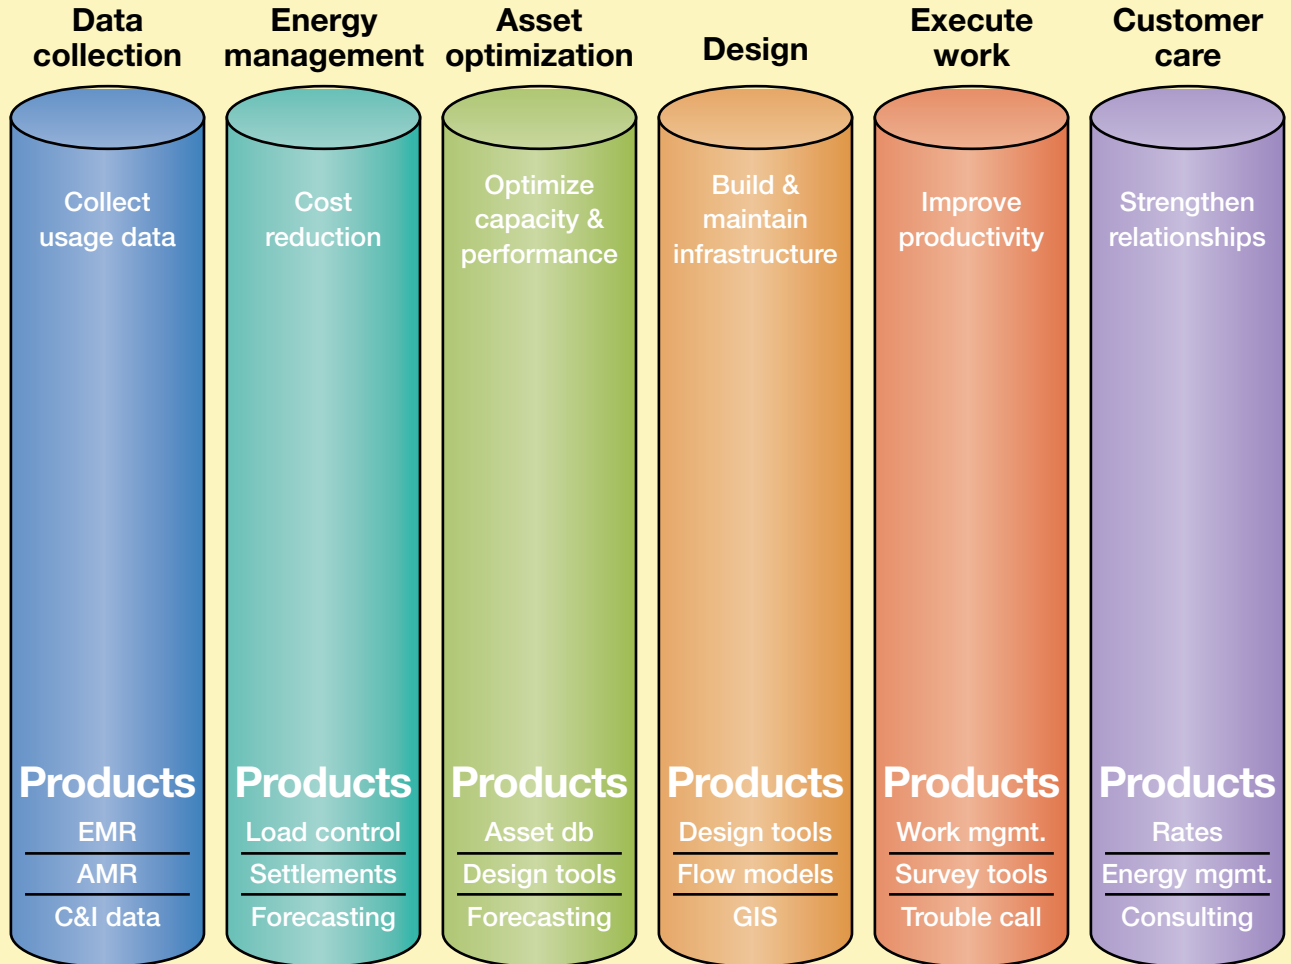 Data
collection
Energy
management
Asset
optimization
Design
Execute
work
Customer
care
Collect
usage data
Cost
reduction
Optimize
capacity &
performance
Build &
maintain
infrastructure
Improve
productivity
Strengthen
relationships
Products
EMR
AMR
C&I data
Products
Load control
Settlements
Forecasting
Products
Asset db
Design tools
Forecasting
Products
Design tools
Flow models
GIS
Products
Work mgmt.
Survey tools
Trouble call
Products
Rates
Energy mgmt.
Consulting